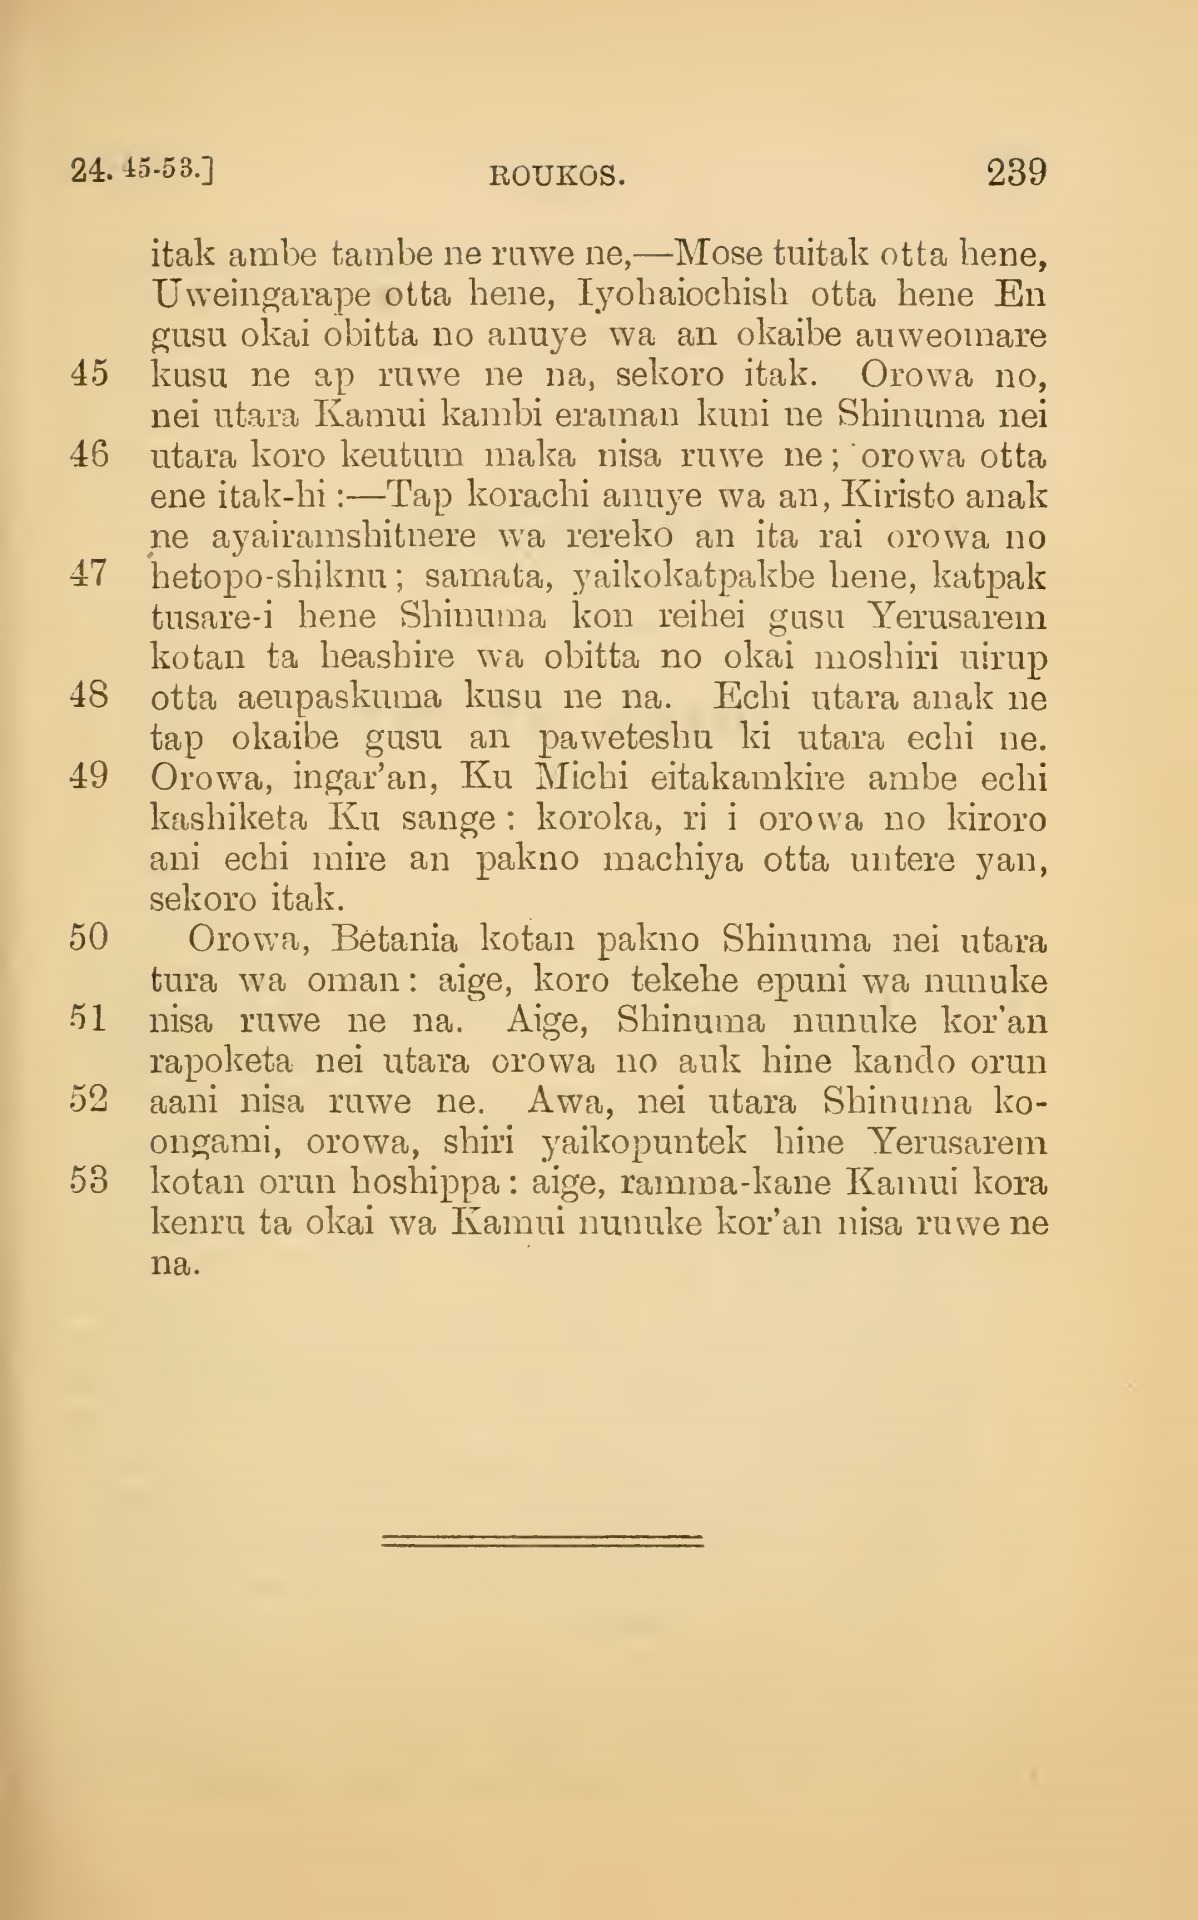 24. 45-53.] ROUKOS. 239
itak ambe tambe ne ruwe ne,—Mose tuitak otta hene,
Uweingarape otta hene, Iyohaiochish otta hene En
gusu okai obitta no anuye wa an okaibe auweomare
45 kusu ne ap ruwe ne na, sekoro itak. Orowa no,
nei utara Kamui kambi eraman kuni ne Shinuma nei
46 utara koro keutum maka nisa ruwe ne; orowa otta
ene itak-hi:—Tap korachi anuye wa an, Kiristo anak
ne ayairamshitnere wa rereko an ita rai orowa no
47 hetopo-shiknu; samata, yaikokatpakbe hene, katpak
tusare-i hene Shinuma kon reihei gusu Yerusarem
kotan ta heashire wa obitta no okai moshiri uirup
48 otta aeupaskuma kusu ne na. Echi utara anak ne
tap okaibe gusu an paweteshu ki utara echi ne.
49 Orowa, ingar’an, Ku Michi eitakamkire ambe echi
kashiketa Ku sange: koroka, ri i orowa no kiroro
ani echi mire an pakno machiya otta untere yan,
sekoro itak.
50 Orowa, Betania kotan pakno Shinuma nei utara
tura wa oman: aige, koro tekehe epuni wa nunuke
51 nisa ruwe ne na. Aige, Shinuma nunuke kor’an
rapoketa nei utara orowa no auk hine kando orun
52 aani nisa ruwe ne. Awa, nei utara Shinuma ko-
ongami, orowa, shiri yaikopuntek hine Yerusarem
53 kotan orun hoshippa: aige, ramma-kane Kamui kora
kenru ta okai wa Kamui nunuke kor’an nisa ruwe ne
na.